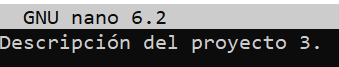 GNU nano 6.2
Descripción del proyecto 3.